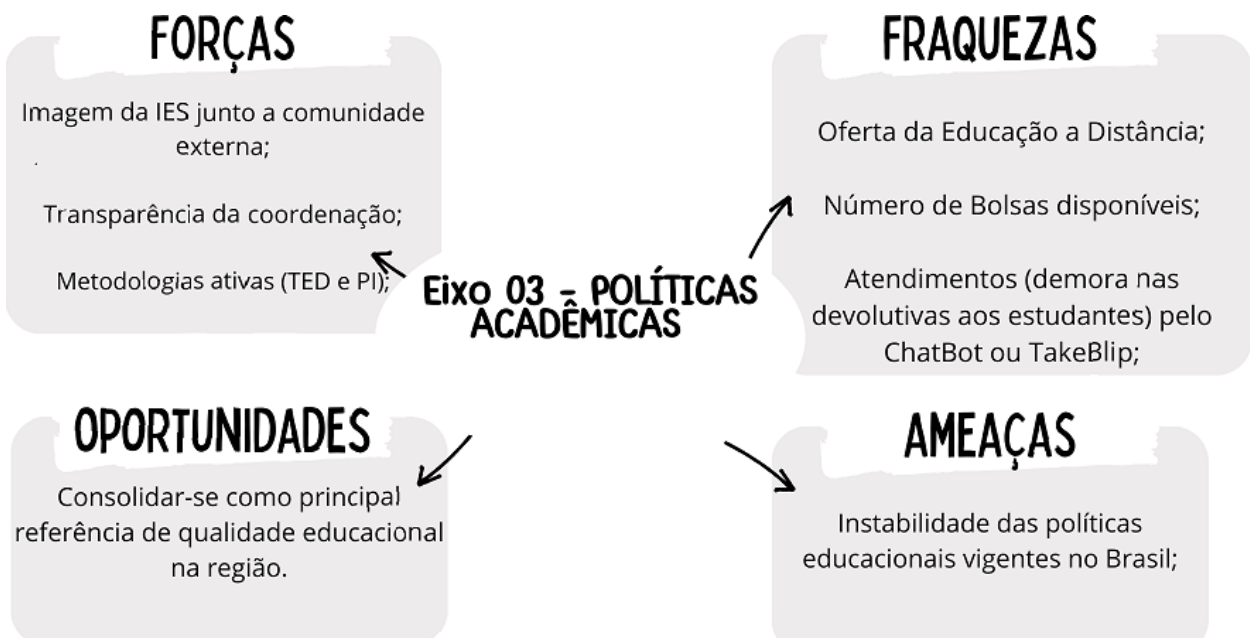 FORÇAS
Imagem da IES junto a comunidade
externa;
.
Transparência da coordenação;
Metodologias ativas (TED e PI);
FRAQUEZAS
Oferta da Educação a Distância;
Número de Bolsas disponíveis;
Atendimentos (demora nas
devolutivas aos estudantes) pelo
ChatBot ou TakeBlip;
Eixo 03 - POLÍTICAS
ACADÊMICAS
OPORTUNIDADES
Consolidar-se como principal
referência de qualidade educacional
na região.
AMEAÇAS
Instabilidade das políticas
educacionais vigentes no Brasil;